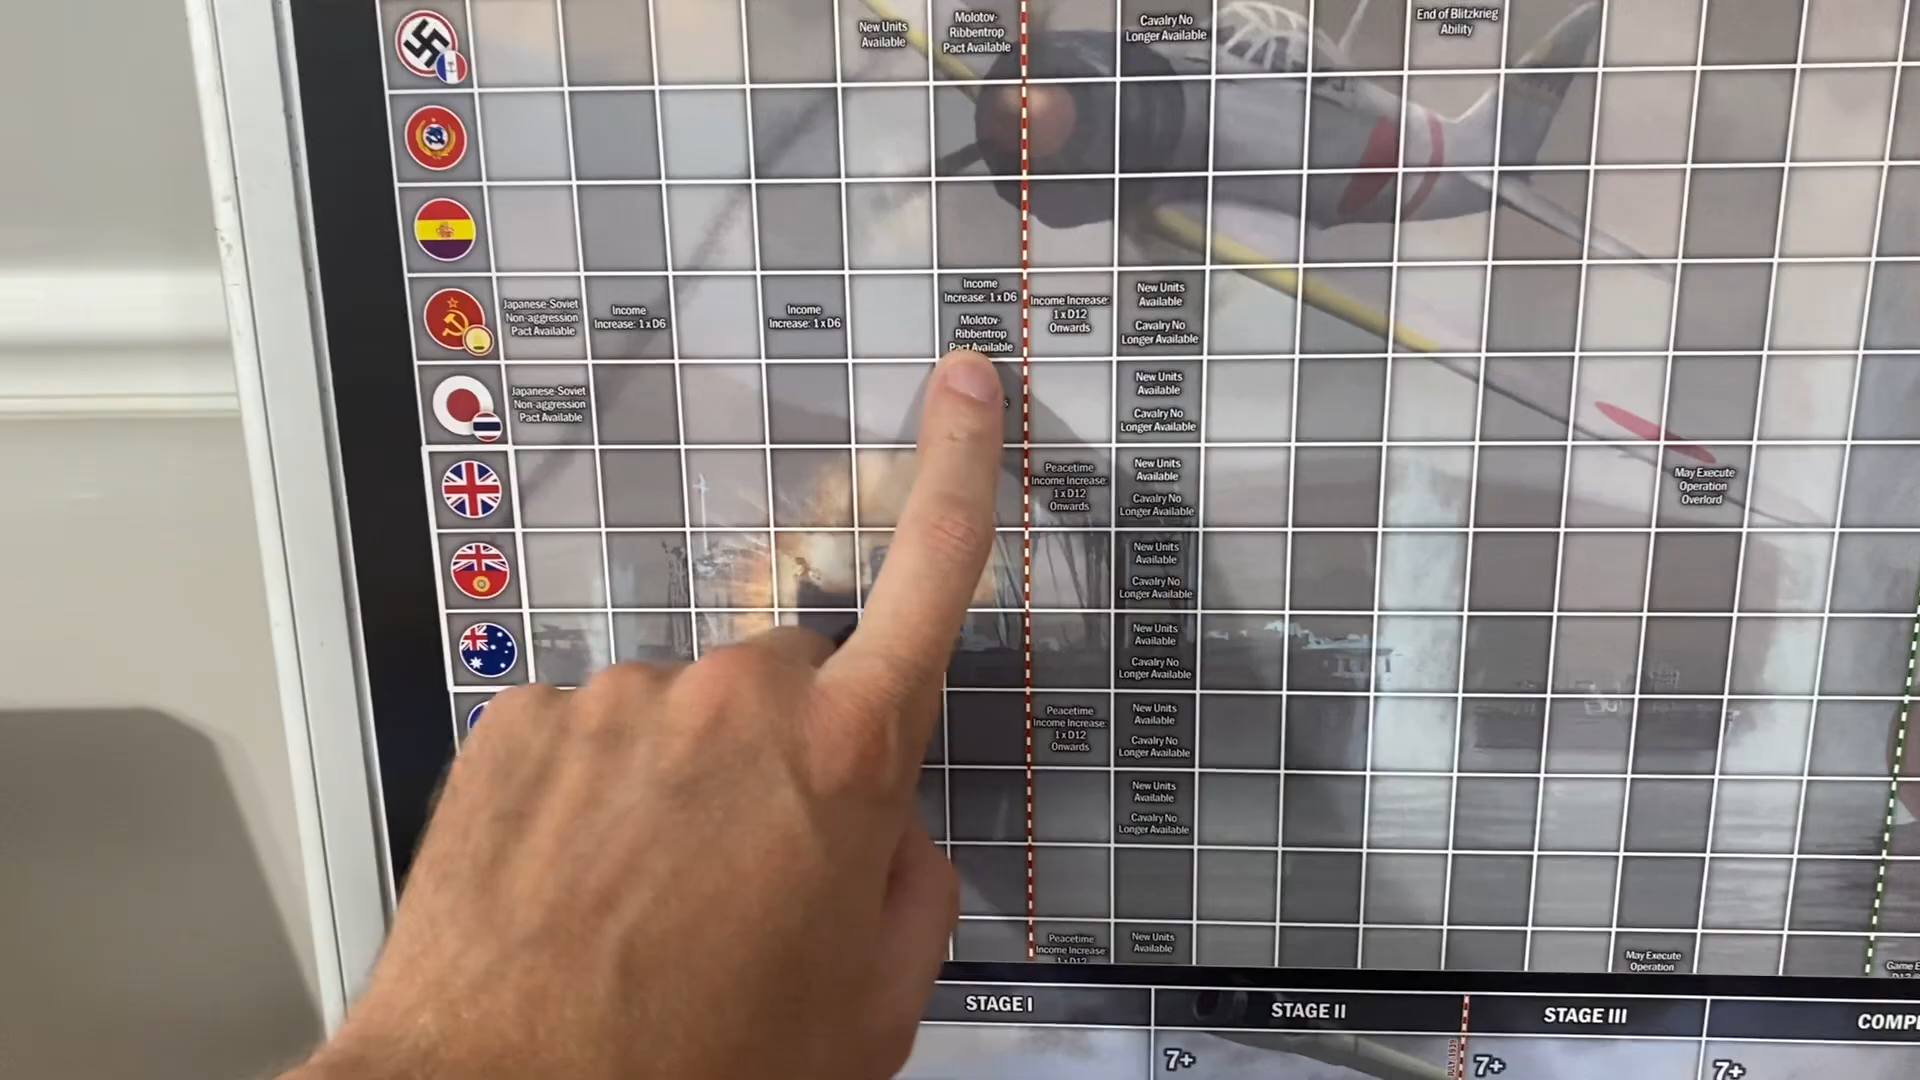 New Units
Available
Molotov-
Ribbentrop
Pact Available
Cavalry No
Longer Available
End of Blitzkrieg
Ability
Japanese-Soviet
Non-aggression
Pact Available
Income
Increase: 1 x D6
Income
Increase: 1 x D6
Income
Increase: 1 x D6
Molotov-
Ribbentrop
Pact Available
Income Increase:
1 x D12
Onwards
New Units
Available
Cavalry No
Longer Available
Japanese-Soviet
Non-aggression
Pact Available
New Units
Available
Cavalry No
Longer Available
Peacetime
Income Increase:
1 x D12
Onwards
New Units
Available
Cavalry No
Longer Available
May Execute
Operation
Overlord
New Units
Available
Cavalry No
Longer Available
New Units
Available
Cavalry No
Longer Available
Peacetime
Income Increase:
1 x D12
Onwards
New Units
Available
Cavalry No
Longer Available
New Units
Available
Cavalry No
Longer Available
Peacetime
Income Increase:
1 x D12
New Units
Available
May Execute
Operation
Game
STAGE I
STAGE II
STAGE III
7+
JULY 1939
7+
7+